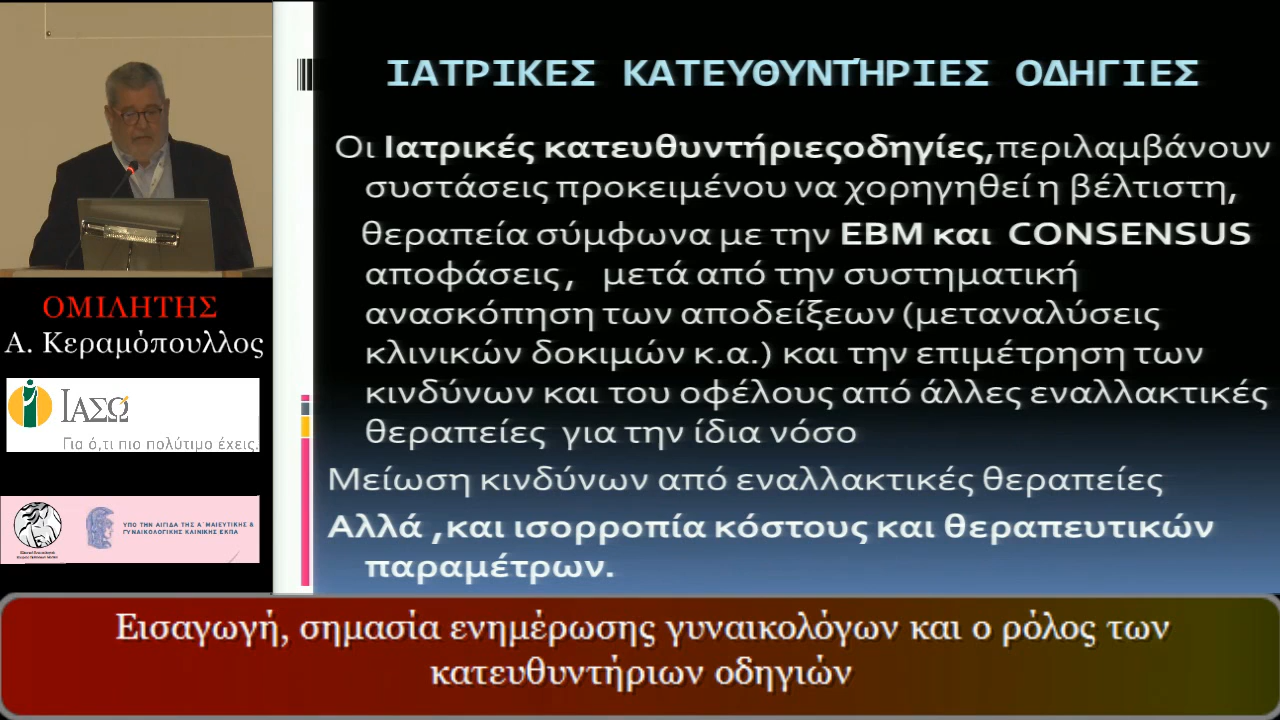 ΙΑΤΡΙΚΕΣ ΚΑΤΕΥΘΥΝΤΉΡΙΕΣ ΟΔΗΓΙΕΣ
Οι Ιατρικές κατευθυντήριεςοδηγίες,περιλαμβάνουν
συστάσεις προκειμένου να χορηγηθεί η βέλτιστη,
θεραπεία σύμφωνα με την EBM και CONSENSUS
αποφάσεις , μετά από την συστηματική
ανασκόπηση των αποδείξεων (μεταναλύσεις
κλινικών δοκιμών κ.α.) και την επιμέτρηση των
κινδύνων και του οφέλους από άλλες εναλλακτικές
θεραπείες για την ίδια νόσο
Μείωση κινδύνων από εναλλακτικές θεραπείες
Αλλά ,και ισορροπία κόστους και θεραπευτικών
παραμέτρων.
ΟΜΙΛΗΤΗΣ
Α. Κεραμόπουλλος
ΙΑΣΩ
Για ό,τι πιο πολύτιμο έχεις.
ΥΠΟ ΤΗΝ ΑΙΓΙΔΑ ΤΗΣ Α΄ ΜΑΙΕΥΤΙΚΗΣ &
ΓΥΝΑΙΚΟΛΟΓΙΚΗΣ ΚΛΙΝΙΚΗΣ ΕΚΠΑ
Εισαγωγή, σημασία ενημέρωσης γυναικολόγων και ο ρόλος των
κατευθυντήριων οδηγιών